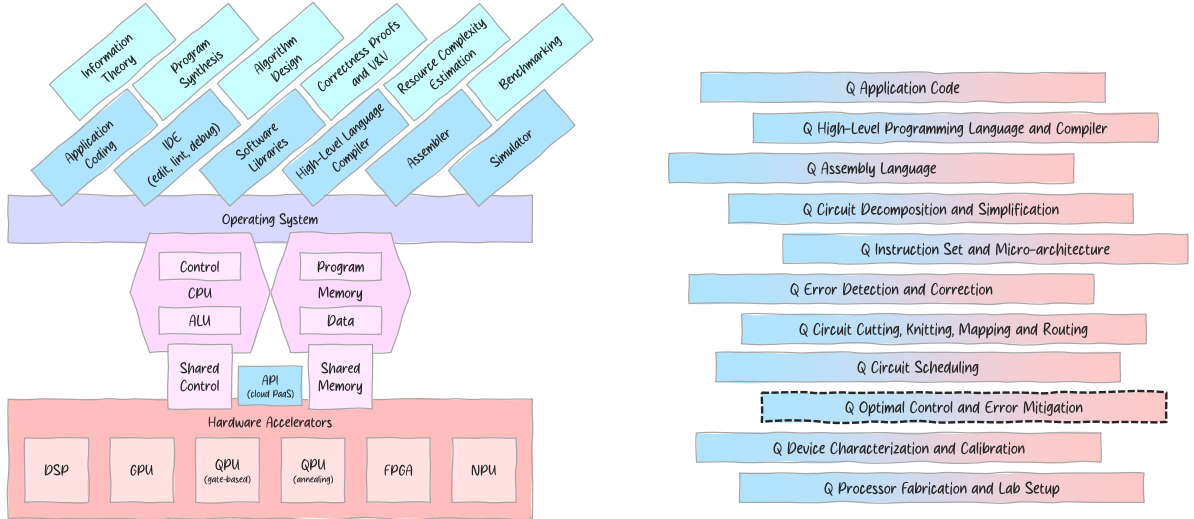 Information
Theory
Program
Synthesis
Algorithm
Design
Correctness Proofs
and V&V
Resource Complexity
Estimation
Benchmarking
Application
Coding
IDE
(edit, lint, debug)
Software
Libraries
High-Level Language
Compiler
Assembler
Simulator
Operating System
Control
CPU
ALU
Program
Memory
Data
Shared
Control
API
(cloud PaaS)
Shared
Memory
Hardware Accelerators
DSP
GPU
QPU
(gate-based)
QPU
(annealing)
FPGA
NPU
Q Application Code
Q High-Level Programming Language and Compiler
Q Assembly Language
Q Circuit Decomposition and Simplification
Q Instruction Set and Micro-architecture
Q Error Detection and Correction
Q Circuit Cutting, Knitting, Mapping and Routing
Q Circuit Scheduling
Q Optimal Control and Error Mitigation
Q Device Characterization and Calibration
Q Processor Fabrication and Lab Setup